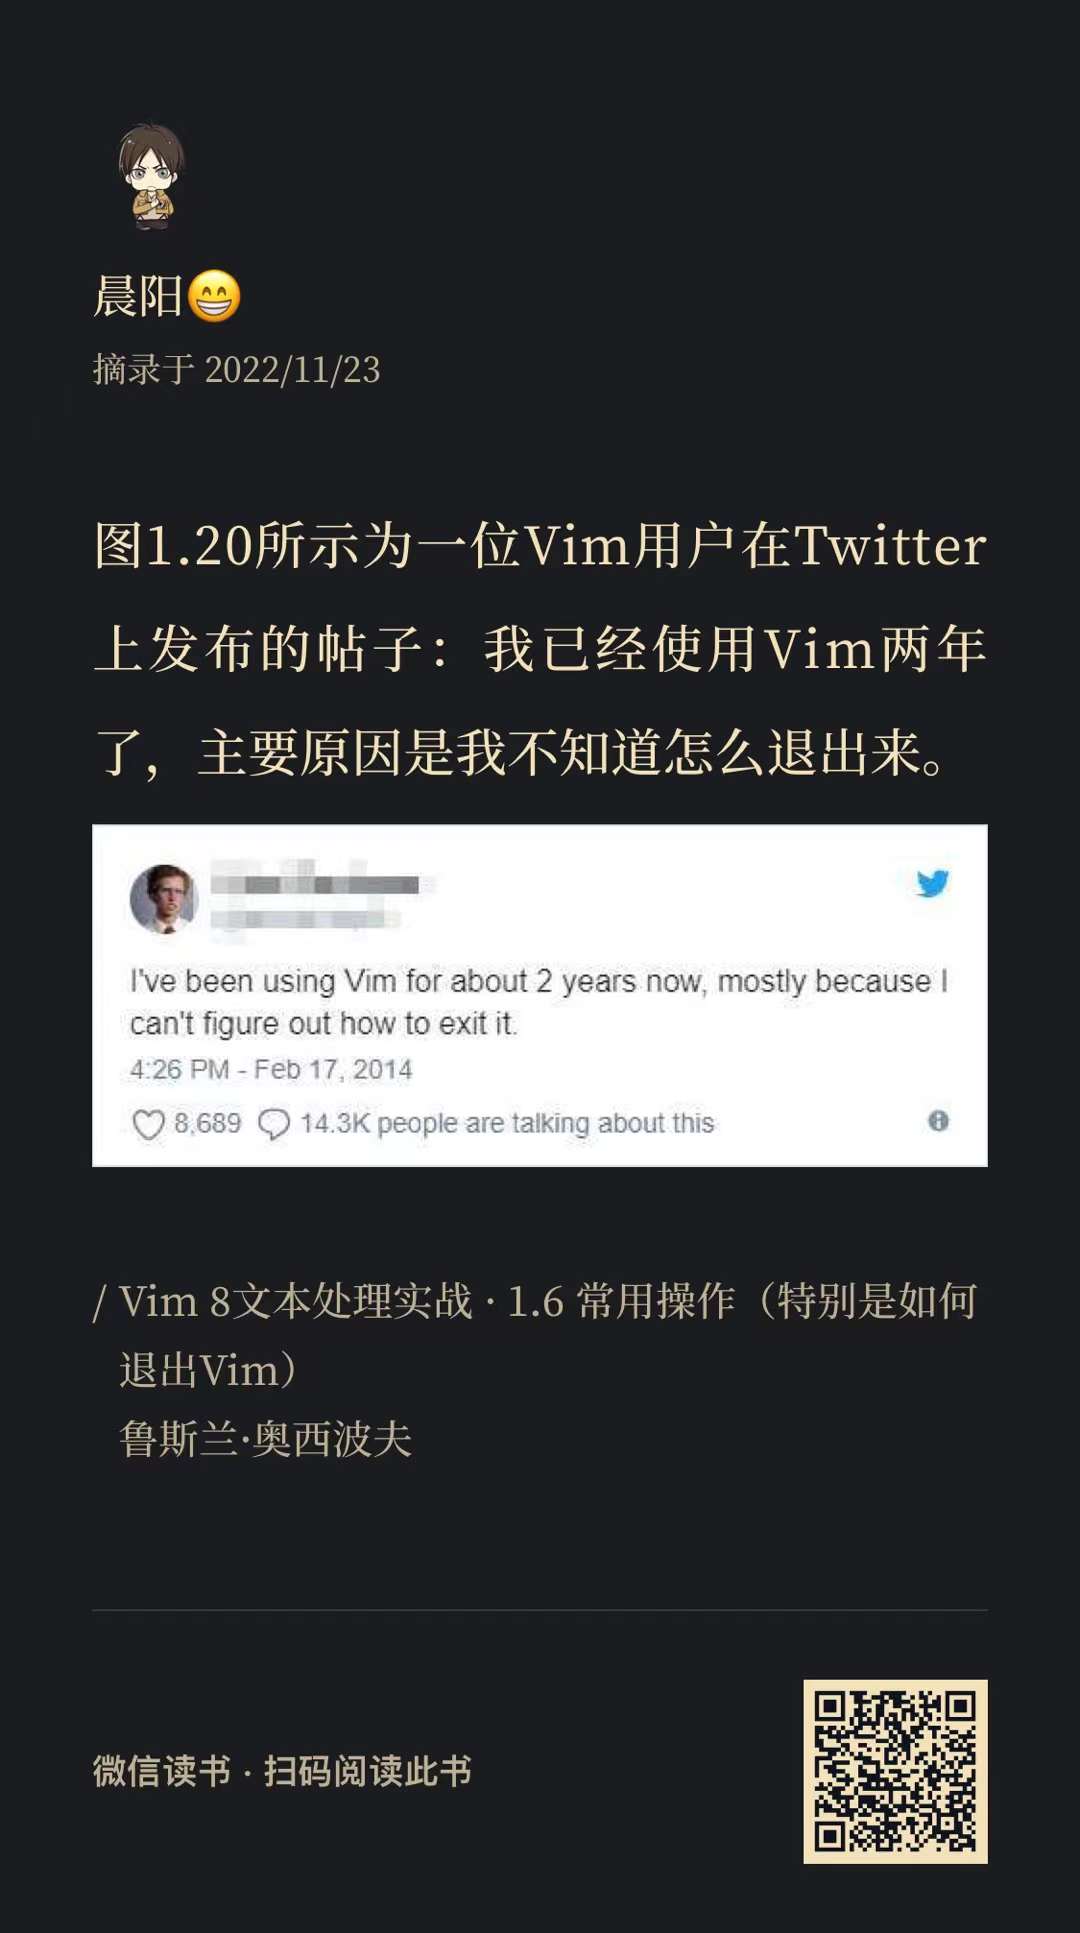 晨阳😁
摘录于 2022/11/23
图1.20所示为一位Vim用户在Twitter
上发布的帖子：我已经使用Vim两年
了，主要原因是我不知道怎么退出来。
I've been using Vim for about 2 years now, mostly because I
can't figure out how to exit it.
4:26 PM - Feb 17, 2014
8,689 14.3K people are talking about this
/ Vim 8文本处理实战 · 1.6 常用操作（特别是如何
退出Vim）
鲁斯兰·奥西波夫
微信读书 · 扫码阅读此书